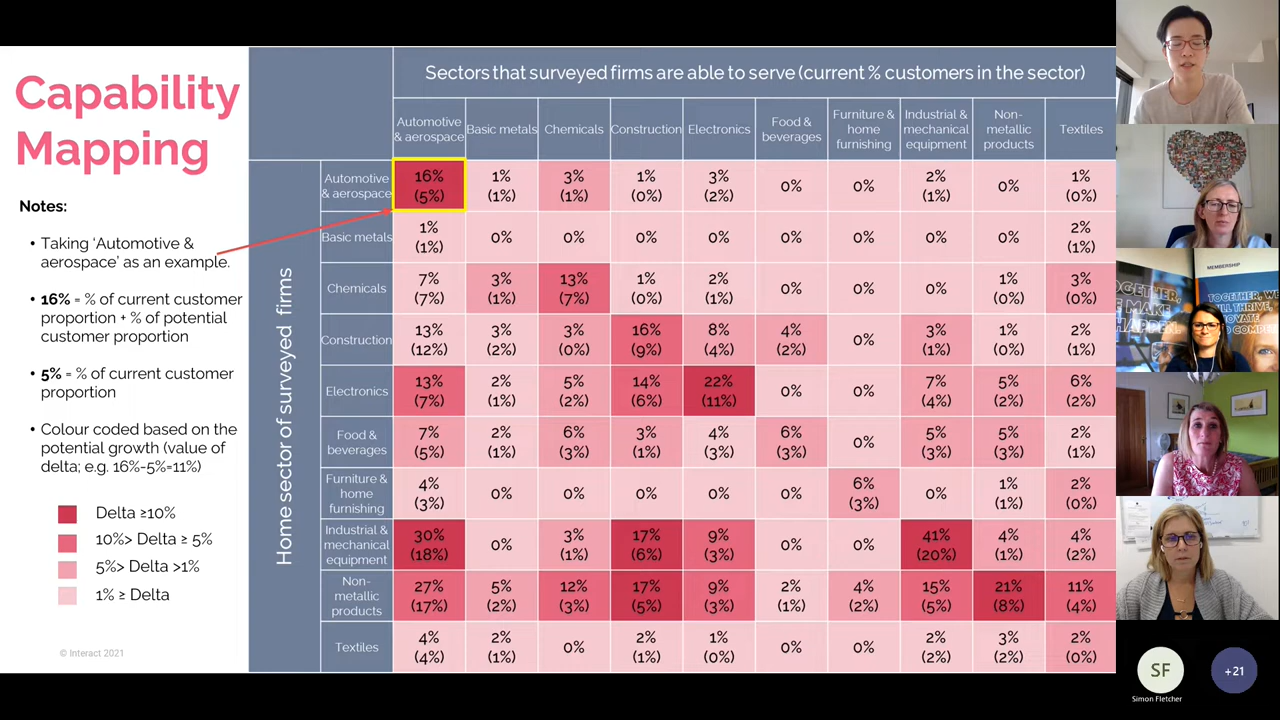 Capability
Mapping
Notes:
• Taking 'Automotive &
aerospace' as an example.
• 16% = % of current customer
proportion + % of potential
customer proportion
• 5% = % of current customer
proportion
• Colour coded based on the
potential growth (value of
delta; e.g. 16%-5%=11%)
Delta ≥10%
10%> Delta ≥ 5%
5%> Delta >1%
1% ≥ Delta
© Interact 2021
Sectors that surveyed firms are able to serve (current % customers in the sector)
Automotive & aerospace Basic metals Chemicals Construction Electronics Food & beverages Furniture & home furnishing Industrial & mechanical equipment Non-metallic products Textiles
Home sector of surveyed firms
Automotive & aerospace 16% (5%) 1% (1%) 3% (1%) 1% (0%) 3% (2%) 0% 0% 2% (1%) 0% 1% (0%)
Basic metals 1% (1%) 0% 0% 0% 0% 0% 0% 0% 0% 2% (1%)
Chemicals 7% (7%) 3% (1%) 13% (7%) 1% (0%) 2% (1%) 0% 0% 0% 1% (0%) 3% (0%)
Construction 13% (12%) 3% (2%) 3% (0%) 16% (9%) 8% (4%) 4% (2%) 0% 3% (1%) 1% (0%) 2% (1%)
Electronics 13% (7%) 2% (1%) 5% (2%) 14% (6%) 22% (11%) 0% 0% 7% (4%) 5% (2%) 6% (2%)
Food & beverages 7% (5%) 2% (1%) 6% (3%) 3% (1%) 4% (3%) 6% (3%) 0% 5% (3%) 5% (3%) 2% (1%)
Furniture & home furnishing 4% (3%) 0% 0% 0% 0% 0% 6% (3%) 0% 1% (1%) 2% (0%)
Industrial & mechanical equipment 30% (18%) 0% 3% (1%) 17% (6%) 9% (3%) 0% 0% 41% (20%) 4% (1%) 4% (2%)
Non-metallic products 27% (17%) 5% (2%) 12% (3%) 17% (5%) 9% (3%) 2% (1%) 4% (2%) 15% (5%) 21% (8%) 11% (4%)
Textiles 4% (4%) 2% (1%) 0% 2% (1%) 1% (0%) 0% 0% 2% (2%) 3% (2%) 2% (0%)
MEMBERSHIP
TOGETHER, WE
THRIVE,
SF
Simon Fletcher
+21